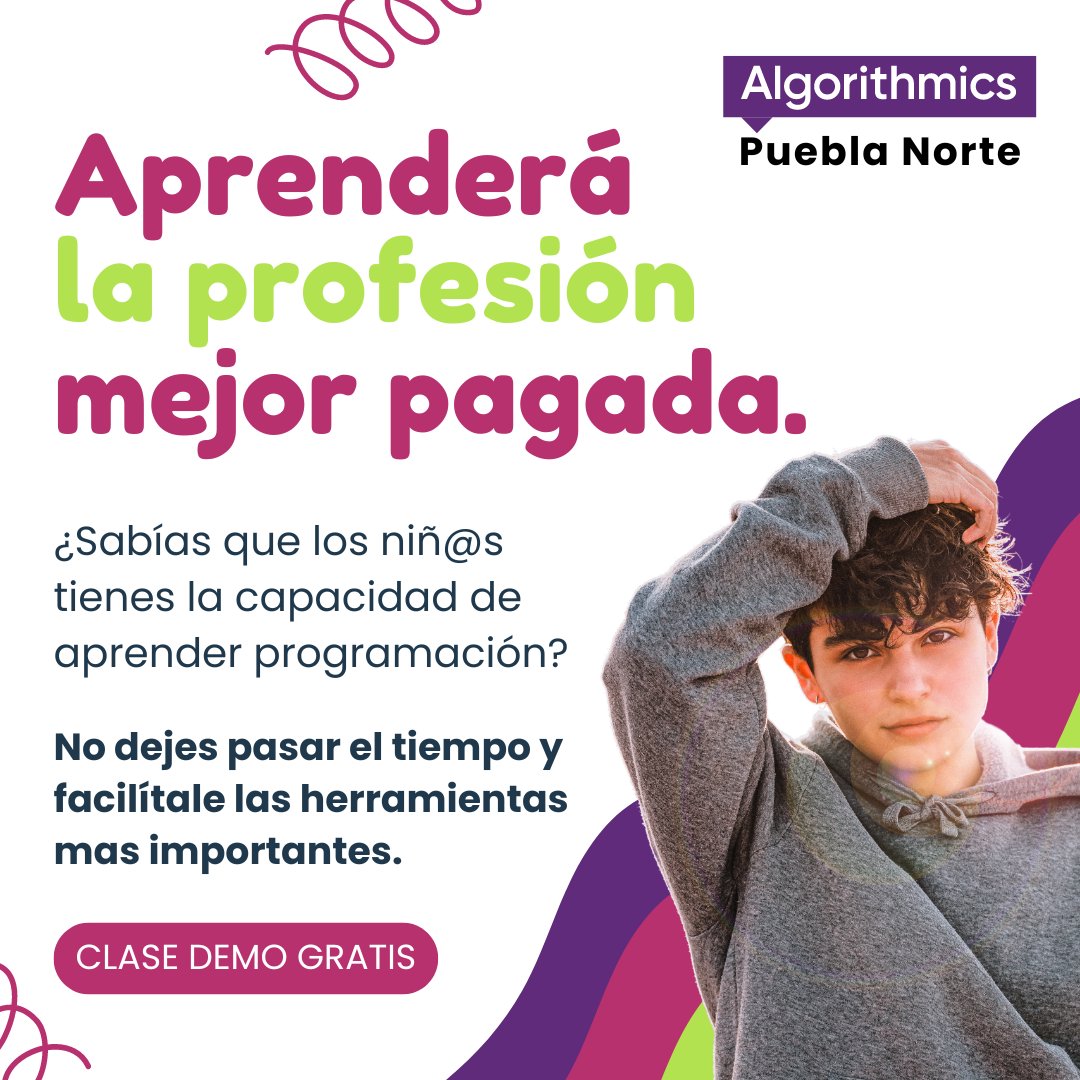 Algorithmics
Puebla Norte
Aprenderá
la profesión
mejor pagada.
¿Sabías que los niñ@s
tienes la capacidad de
aprender programación?
No dejes pasar el tiempo y
facilítale las herramientas
mas importantes.
CLASE DEMO GRATIS